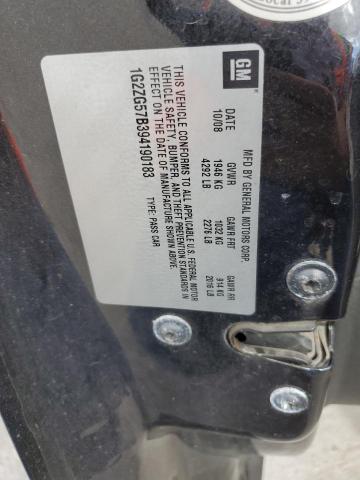 GM
MFD BY GENERAL MOTORS CORP.
DATE GVWR GAWR FRT GAWR RR
10/08 1946 KG 1032 KG 914 KG
4292 LB 2276 LB 2016 LB
THIS VEHICLE CONFORMS TO ALL APPLICABLE U.S. FEDERAL MOTOR
VEHICLE SAFETY, BUMPER, AND THEFT PREVENTION STANDARDS IN
EFFECT ON THE DATE OF MANUFACTURE SHOWN ABOVE.
1G2ZG57B394190183 TYPE: PASS CAR